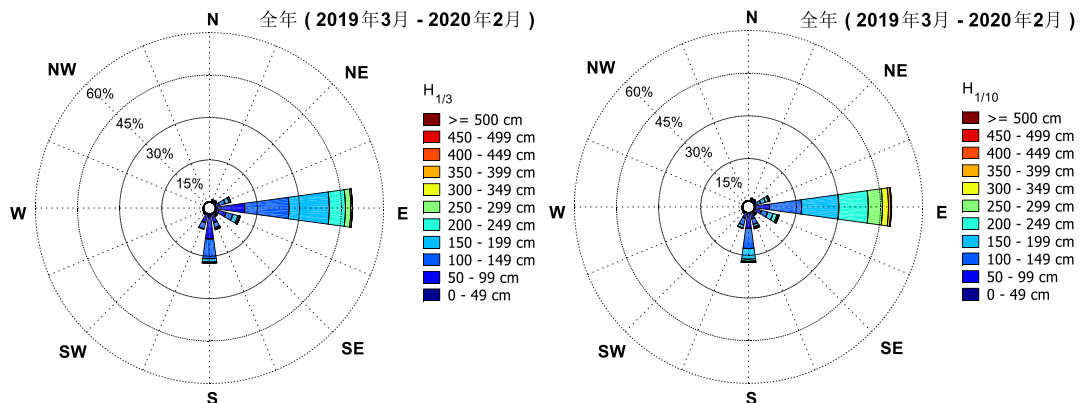 全年 ( 2019年3月 - 2020年2月 )
N
NW
NE
60%
45%
30%
15%
W
E
SW
SE
S
H1/3
>= 500 cm
450 - 499 cm
400 - 449 cm
350 - 399 cm
300 - 349 cm
250 - 299 cm
200 - 249 cm
150 - 199 cm
100 - 149 cm
50 - 99 cm
0 - 49 cm
全年 ( 2019年3月 - 2020年2月 )
N
NW
NE
60%
45%
30%
15%
W
E
SW
SE
S
H1/10
>= 500 cm
450 - 499 cm
400 - 449 cm
350 - 399 cm
300 - 349 cm
250 - 299 cm
200 - 249 cm
150 - 199 cm
100 - 149 cm
50 - 99 cm
0 - 49 cm